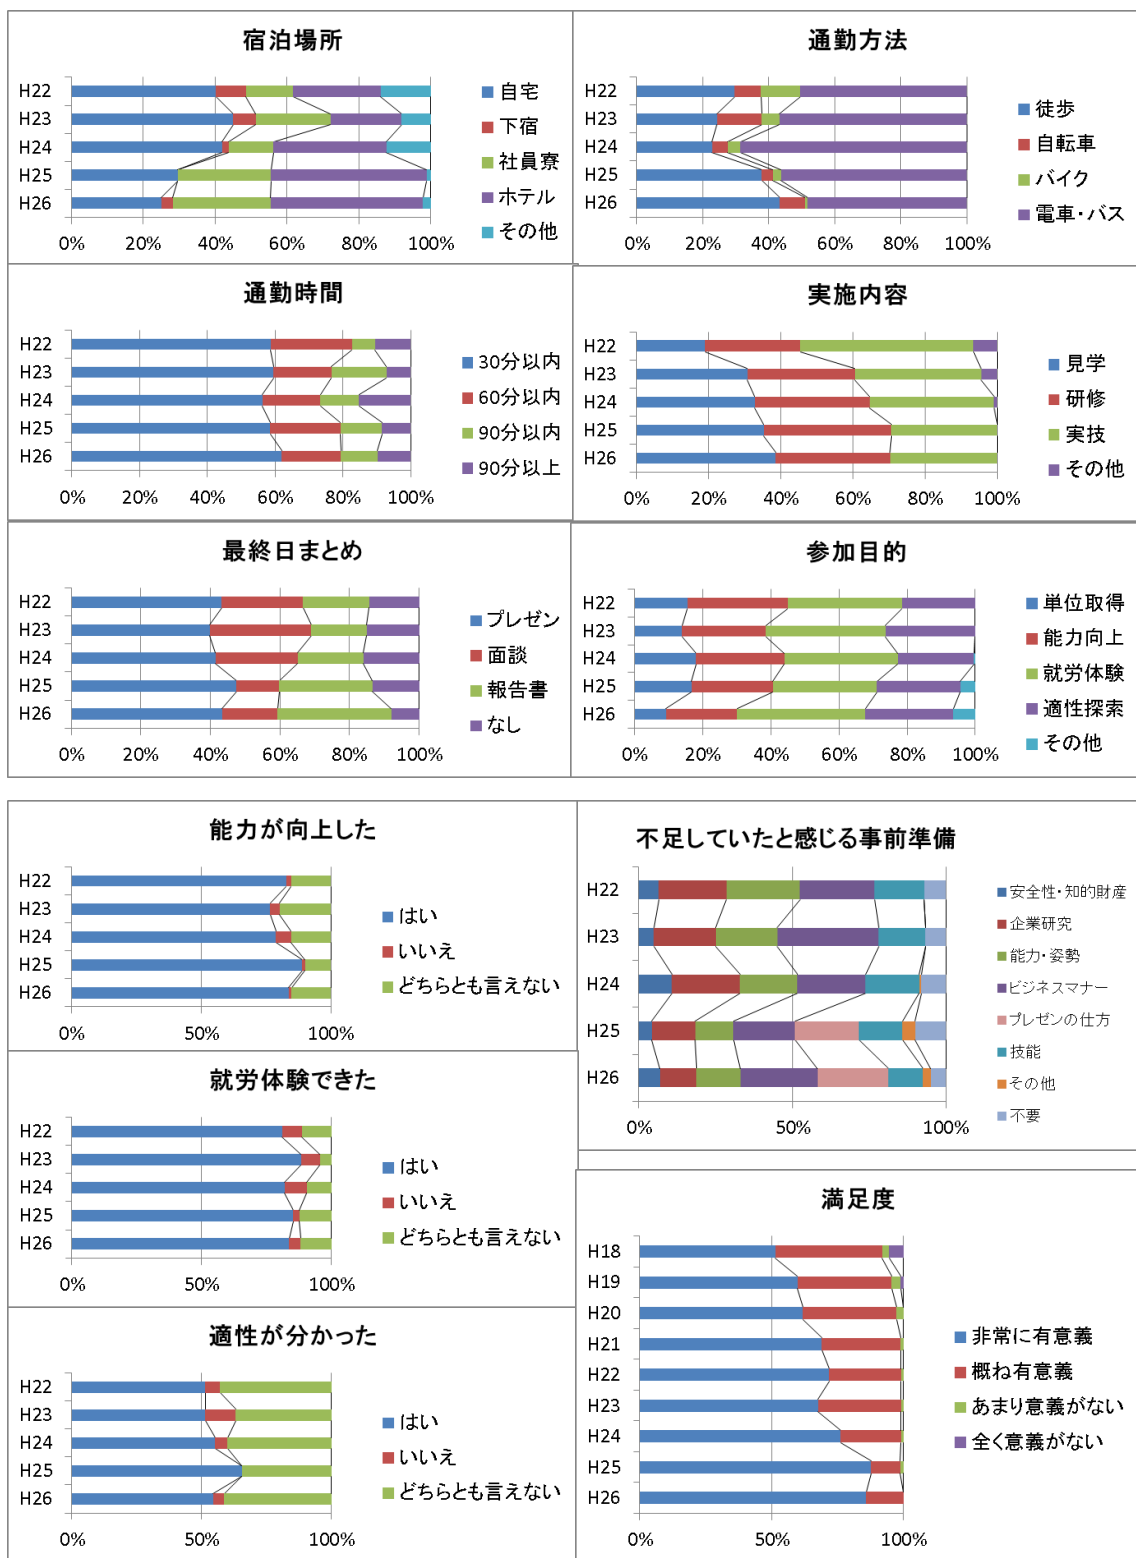 宿泊場所
H22
H23
H24
H25
H26
0% 20% 40% 60% 80% 100%
自宅
下宿
社員寮
ホテル
その他
通勤方法
H22
H23
H24
H25
H26
0% 20% 40% 60% 80% 100%
徒歩
自転車
バイク
電車・バス
通勤時間
H22
H23
H24
H25
H26
0% 20% 40% 60% 80% 100%
30分以内
60分以内
90分以内
90分以上
実施内容
H22
H23
H24
H25
H26
0% 20% 40% 60% 80% 100%
見学
研修
実技
その他
最終日まとめ
H22
H23
H24
H25
H26
0% 20% 40% 60% 80% 100%
プレゼン
面談
報告書
なし
参加目的
H22
H23
H24
H25
H26
0% 20% 40% 60% 80% 100%
単位取得
能力向上
就労体験
適性探索
その他
能力が向上した
H22
H23
H24
H25
H26
0% 50% 100%
はい
いいえ
どちらとも言えない
不足していたと感じる事前準備
H22
H23
H24
H25
H26
0% 50% 100%
安全性・知的財産
企業研究
能力・姿勢
ビジネスマナー
プレゼンの仕方
技能
その他
不要
就労体験できた
H22
H23
H24
H25
H26
0% 50% 100%
はい
いいえ
どちらとも言えない
満足度
H18
H19
H20
H21
H22
H23
H24
H25
H26
0% 50% 100%
非常に有意義
概ね有意義
あまり意義がない
全く意義がない
適性が分かった
H22
H23
H24
H25
H26
0% 50% 100%
はい
いいえ
どちらとも言えない